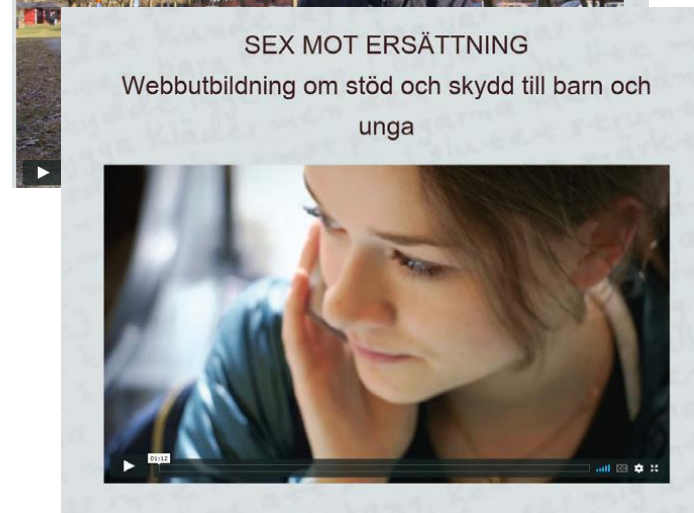 SEX MOT ERSÄTTNING
Webbutbildning om stöd och skydd till barn och
unga
01:12